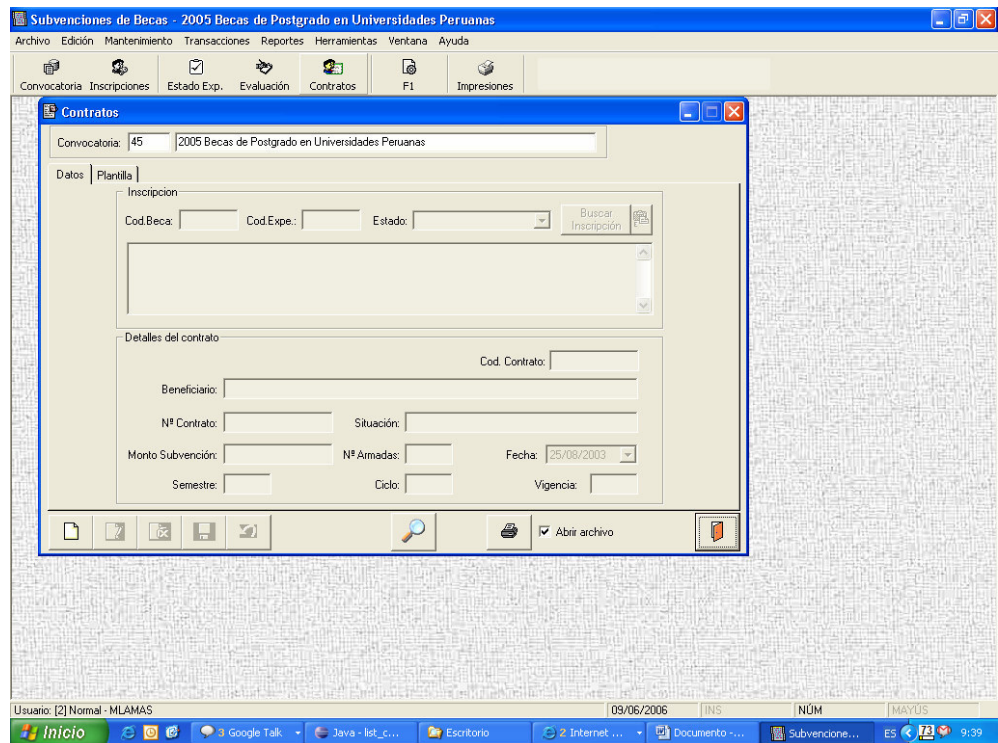 Subvenciones de Becas - 2005 Becas de Postgrado en Universidades Peruanas
Archivo Edición Mantenimiento Transacciones Reportes Herramientas Ventana Ayuda
Convocatoria Inscripciones Estado Exp. Evaluación Contratos F1 Impresiones
Contratos
Convocatoria: 45 2005 Becas de Postgrado en Universidades Peruanas
Datos Plantilla
Inscripcion
Cod.Beca: Cod.Expe.: Estado: Buscar Inscripción
Detalles del contrato
Cod. Contrato:
Beneficiario:
Nº Contrato: Situación:
Monto Subvención: Nº Armadas: Fecha: 25/08/2003
Semestre: Ciclo: Vigencia:
Abrir archivo
Usuario: [2] Normal - MLAMAS 09/06/2006 INS NÚM MAYÚS
Inicio 3 Google Talk Java - list_c... Escritorio 2 Internet ... Documento -... Subvencione... ES 73 9:39